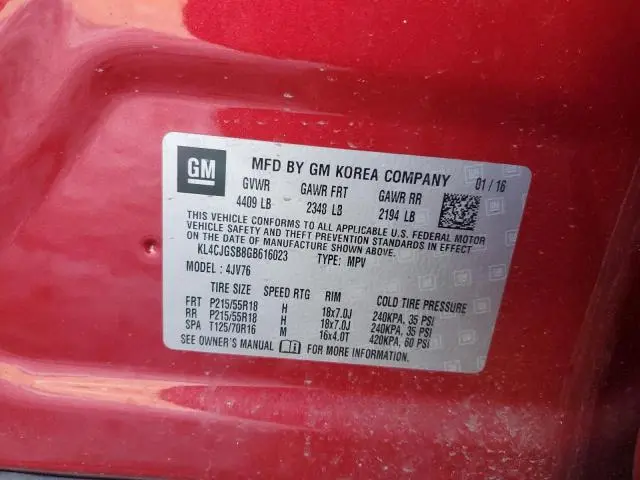 GM
MFD BY GM KOREA COMPANY 01/16
GVWR GAWR FRT GAWR RR
4409 LB 2348 LB 2194 LB
THIS VEHICLE CONFORMS TO ALL APPLICABLE U.S. FEDERAL MOTOR
VEHICLE SAFETY AND THEFT PREVENTION STANDARDS IN EFFECT
ON THE DATE OF MANUFACTURE SHOWN ABOVE.
KL4CJGSB8GB616023 TYPE: MPV
MODEL: 4JV76
TIRE SIZE SPEED RTG RIM COLD TIRE PRESSURE
FRT P215/55R18 H 18x7.0J 240KPA, 35 PSI
RR P215/55R18 H 18x7.0J 240KPA, 35 PSI
SPA T125/70R16 M 16x4.0T 420KPA, 60 PSI
SEE OWNER'S MANUAL FOR MORE INFORMATION.